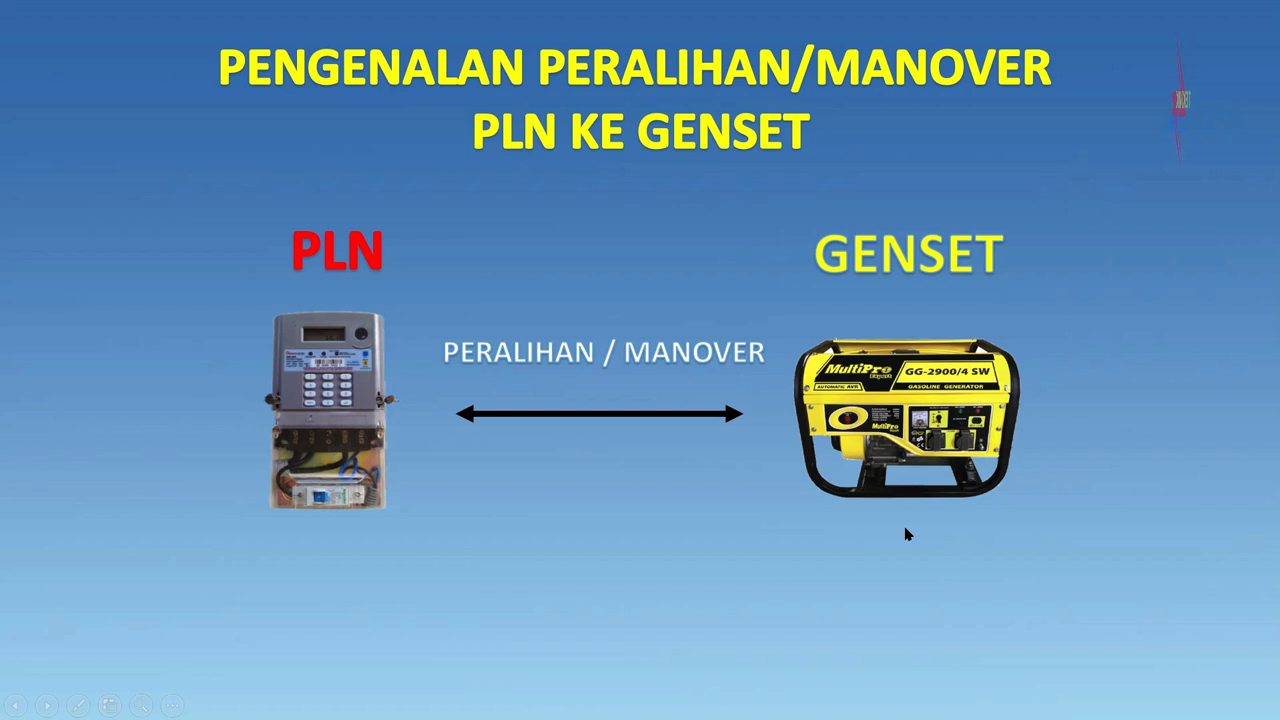 PENGENALAN PERALIHAN/MANOVER
PLN KE GENSET
PLN
GENSET
PERALIHAN / MANOVER
MultiPro
GG-2900/4 SW
AUTOMATIC AVR
GASOLINE GENERATOR
MultiPro